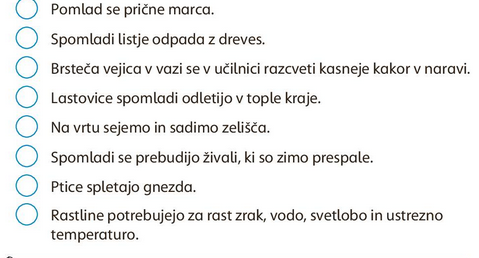 Pomlad se prične marca.
Spomladi listje odpada z dreves.
Brsteča vejica v vazi se v učilnici razcveti kasneje kakor v naravi.
Lastovice spomladi odletijo v tople kraje.
Na vrtu sejemo in sadimo zelišča.
Spomladi se prebudijo živali, ki so zimo prespale.
Ptice spletajo gnezda.
Rastline potrebujejo za rast zrak, vodo, svetlobo in ustrezno
temperaturo.